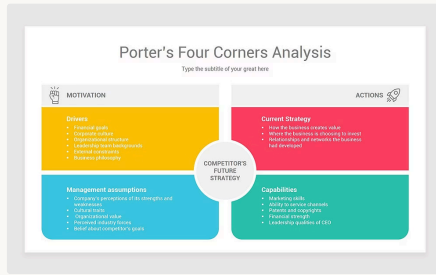 Porter's Four Corners Analysis
Type the subtitle of your great here
MOTIVATION
ACTIONS
Drivers
Financial goals
Corporate culture
Organizational structure
Leadership team backgrounds
External constraints
Business philosophy
Current Strategy
How the business creates value
Where the business is choosing to invest
Relationships and networks the business
had developed
COMPETITOR'S
FUTURE
STRATEGY
Management assumptions
Company's perceptions of its strengths and
weaknesses
Cultural traits
Organizational value
Perceived industry forces
Belief about competitor's goals
Capabilities
Marketing skills
Ability to service channels
Patents and copyrights
Financial strength
Leadership qualities of CEO